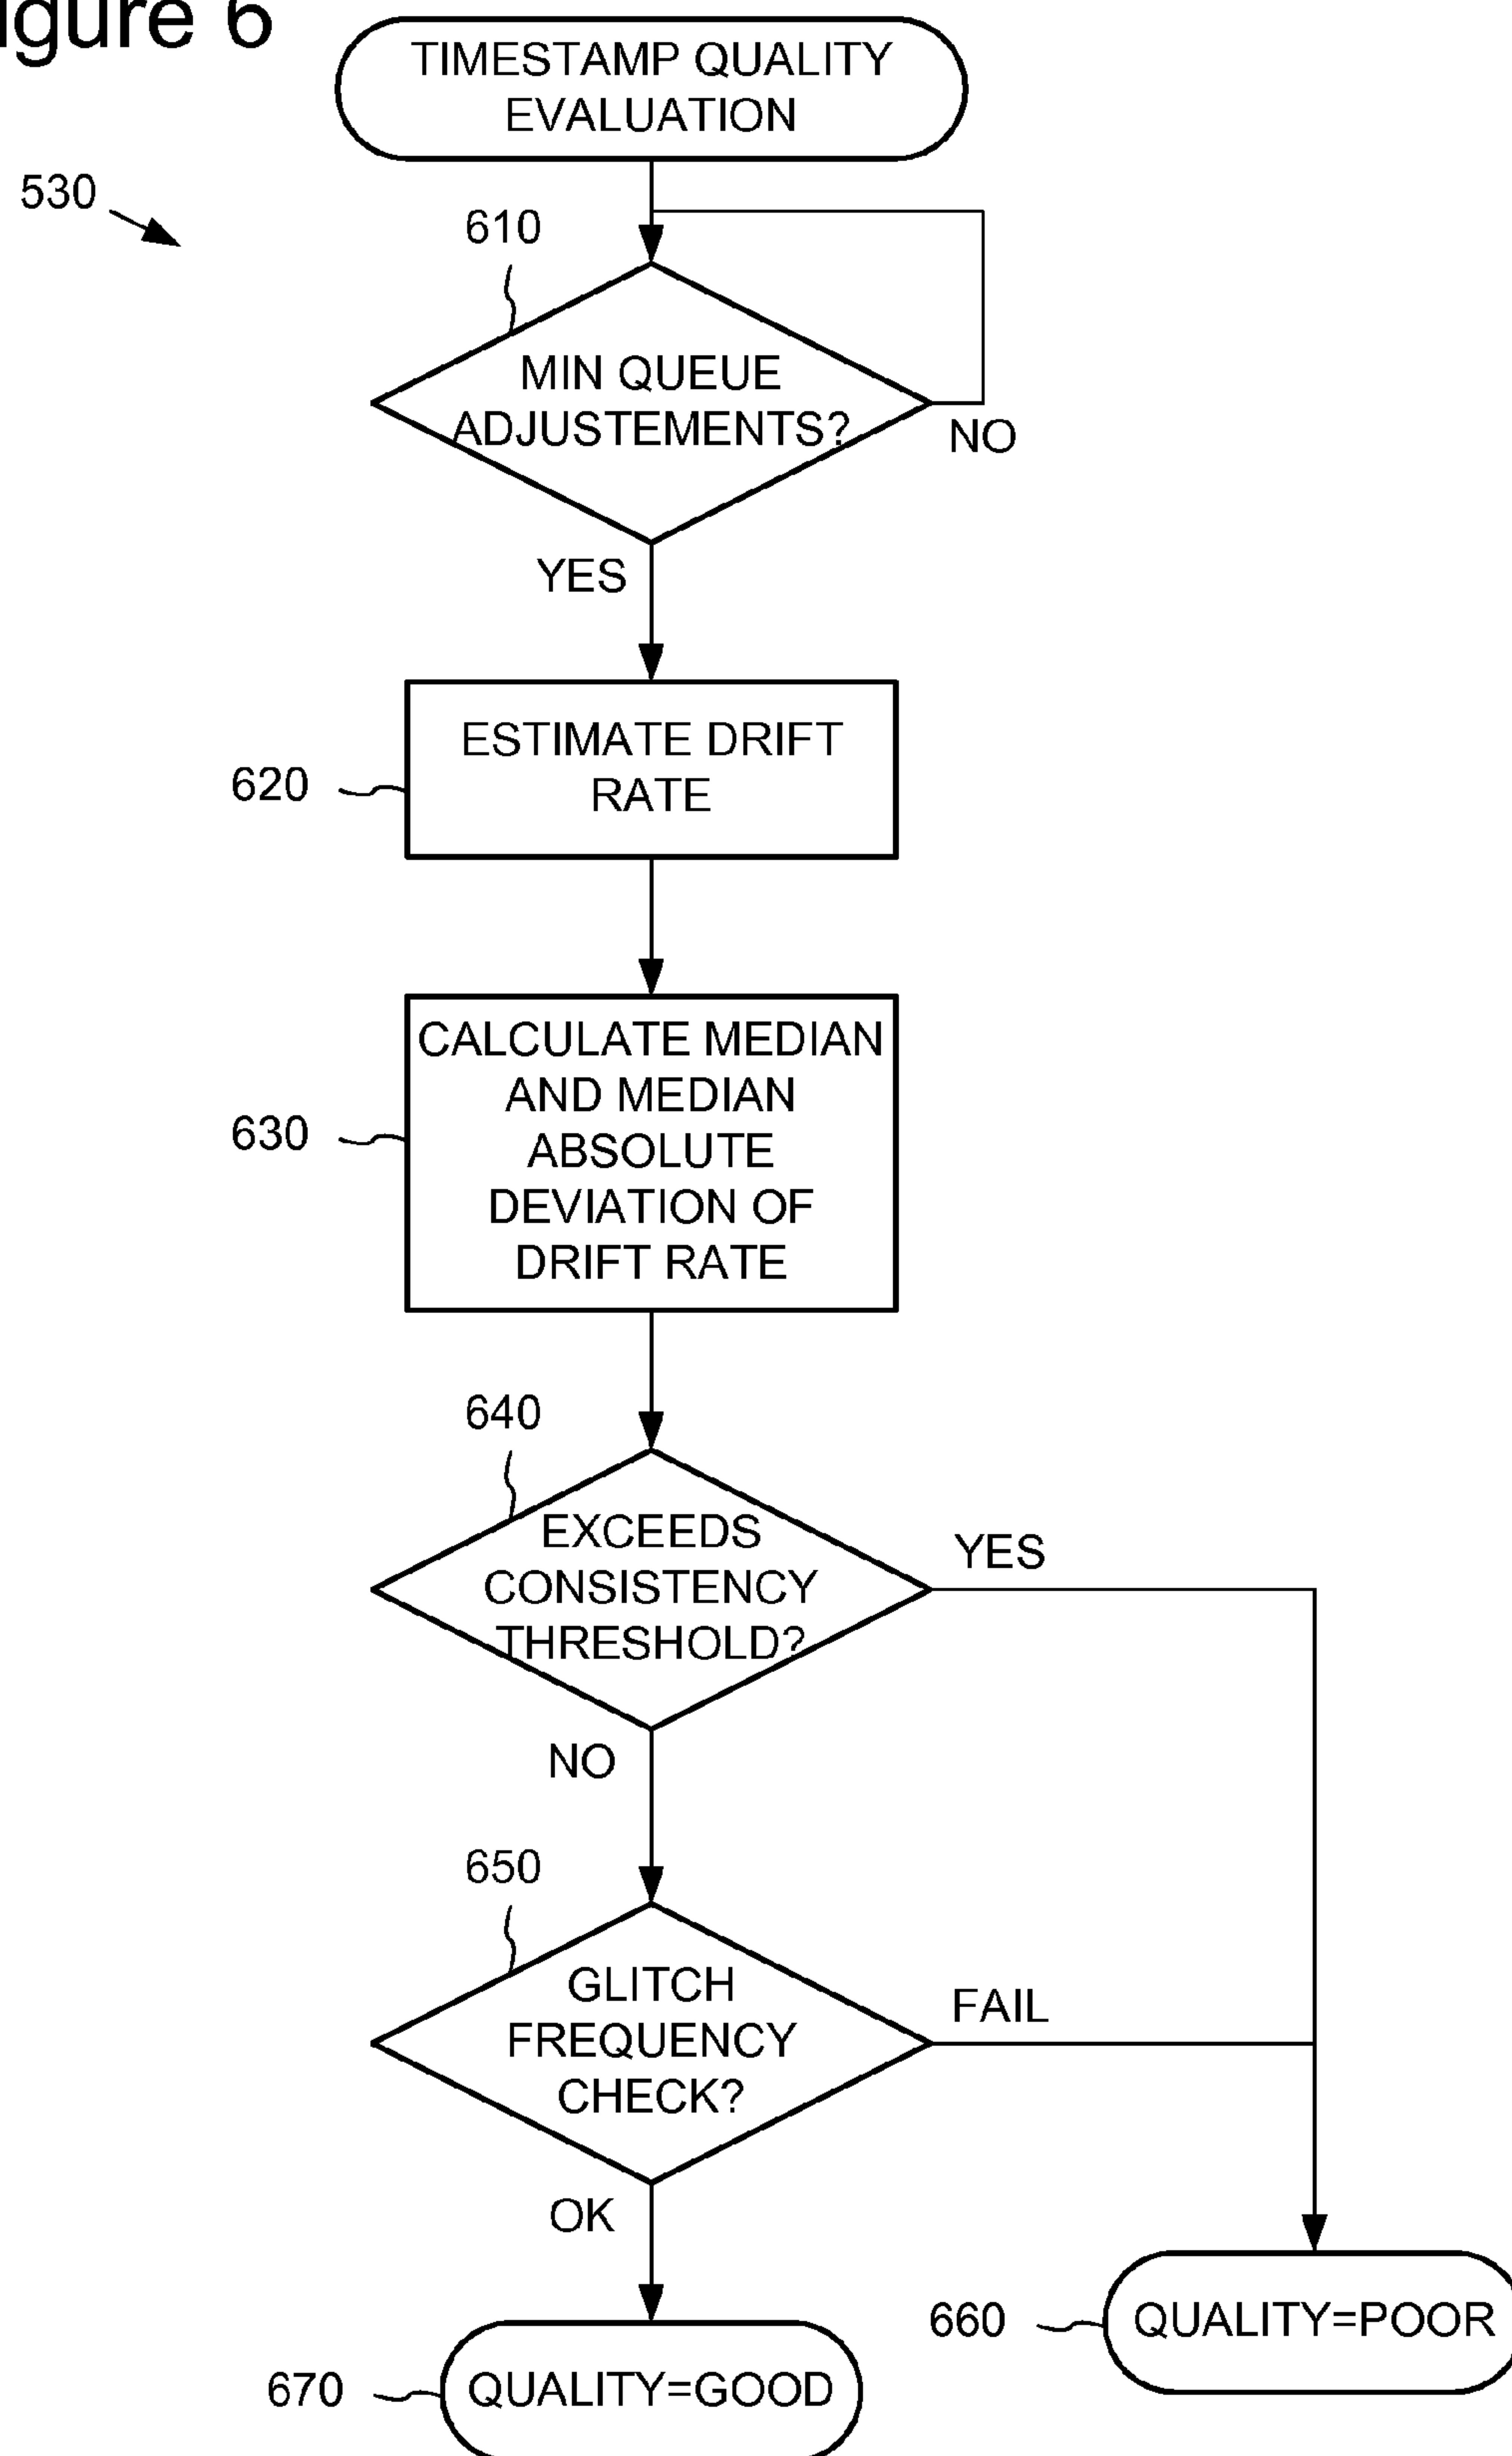 igure 6
TIMESTAMP QUALITY
EVALUATION
530
610
MIN QUEUE
ADJUSTEMENTS?
NO
YES
620
ESTIMATE DRIFT
RATE
630
CALCULATE MEDIAN
AND MEDIAN
ABSOLUTE
DEVIATION OF
DRIFT RATE
640
EXCEEDS
CONSISTENCY
THRESHOLD?
YES
NO
650
GLITCH
FREQUENCY
CHECK?
FAIL
OK
660
QUALITY=POOR
670
QUALITY=GOOD